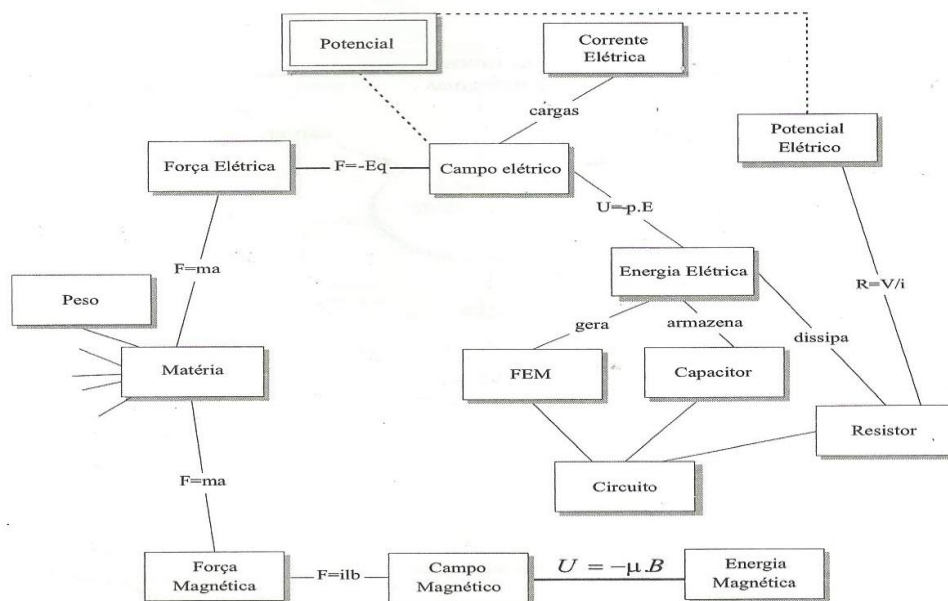 Potencial
Corrente
Elétrica
cargas
Potencial
Elétrico
Força Elétrica
F=-Eq
Campo elétrico
U=-p.E
F=ma
Energia Elétrica
R=V/i
Peso
gera
armazena
dissipa
Matéria
FEM
Capacitor
Resistor
F=ma
Circuito
Força
Magnética
F=ilb
Campo
Magnético
U = -μ.B
Energia
Magnética